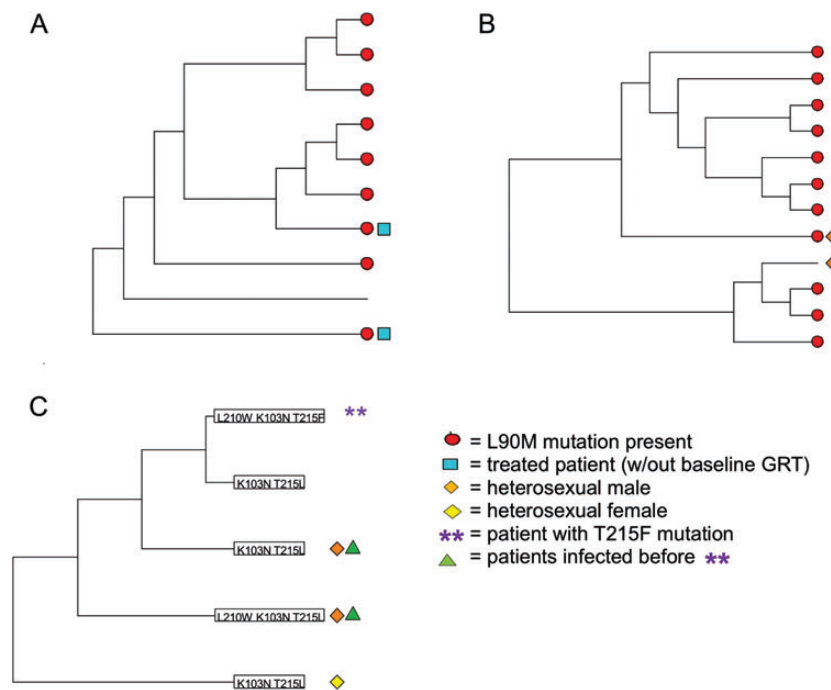 A
B
C
L210W K103N T215F **
K103N T215L
K103N T215L
L210W K103N T215L
K103N T215L
= L90M mutation present
= treated patient (w/out baseline GRT)
= heterosexual male
= heterosexual female
** = patient with T215F mutation
= patients infected before **